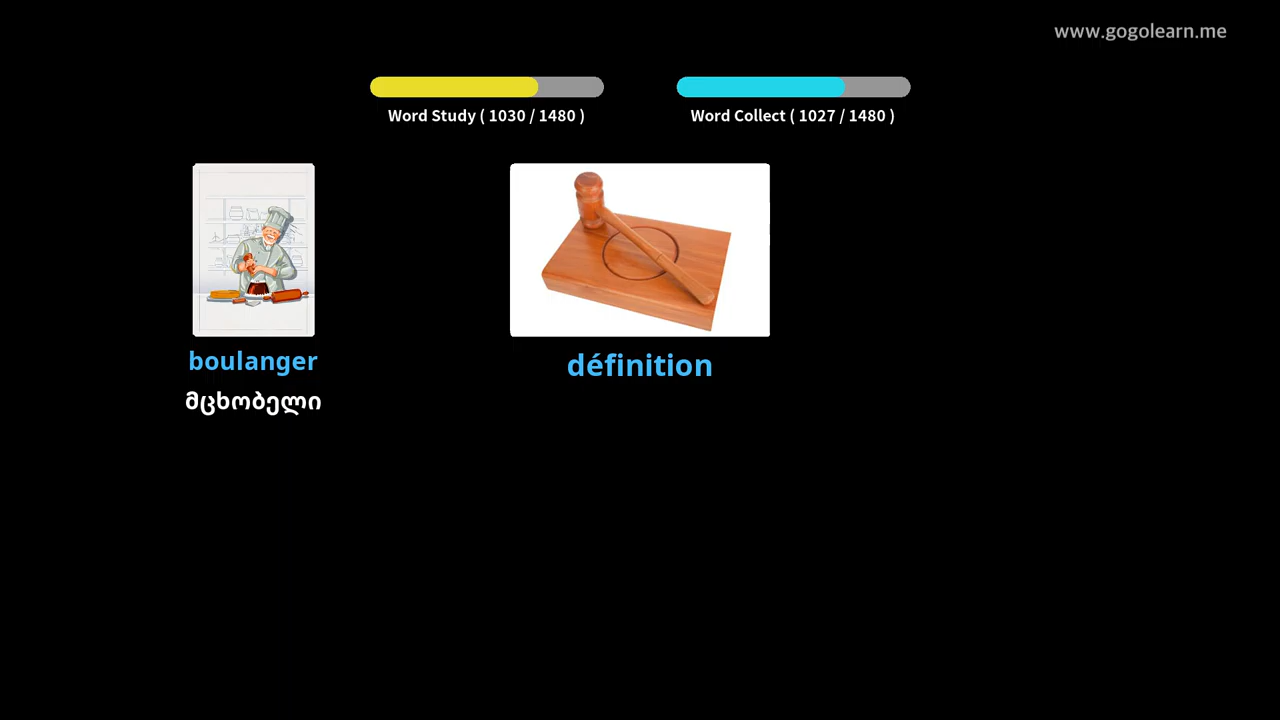 www.gogolearn.me
Word Study ( 1030 / 1480 )
Word Collect ( 1027 / 1480 )
boulanger
définition
მცხობელი